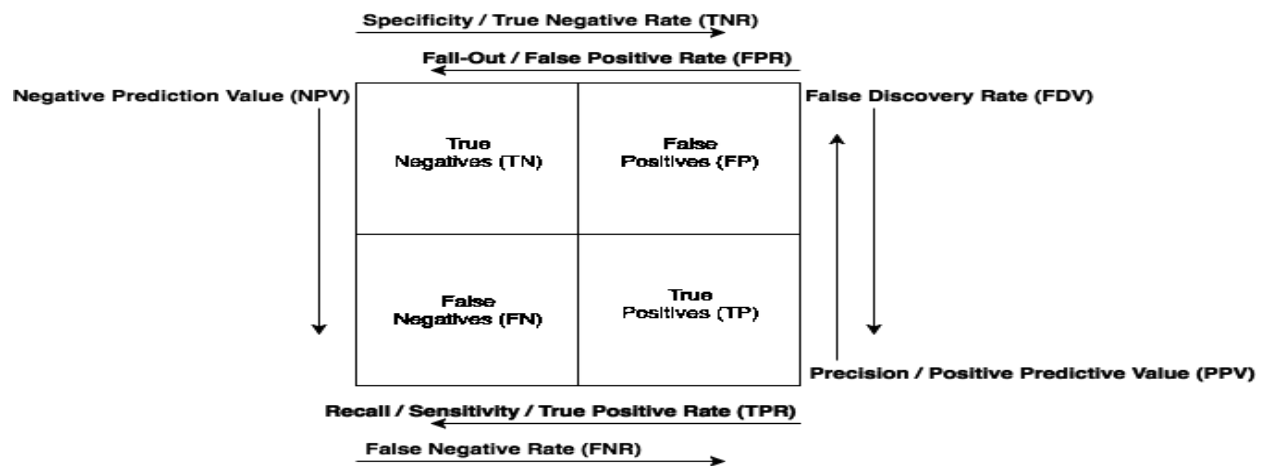 Specificity / True Negative Rate (TNR)
Fall-Out / False Positive Rate (FPR)
Negative Prediction Value (NPV)
False Discovery Rate (FDV)
True
Negatives (TN)
False
Positives (FP)
False
Negatives (FN)
True
Positives (TP)
Precision / Positive Predictive Value (PPV)
Recall / Sensitivity / True Positive Rate (TPR)
False Negative Rate (FNR)